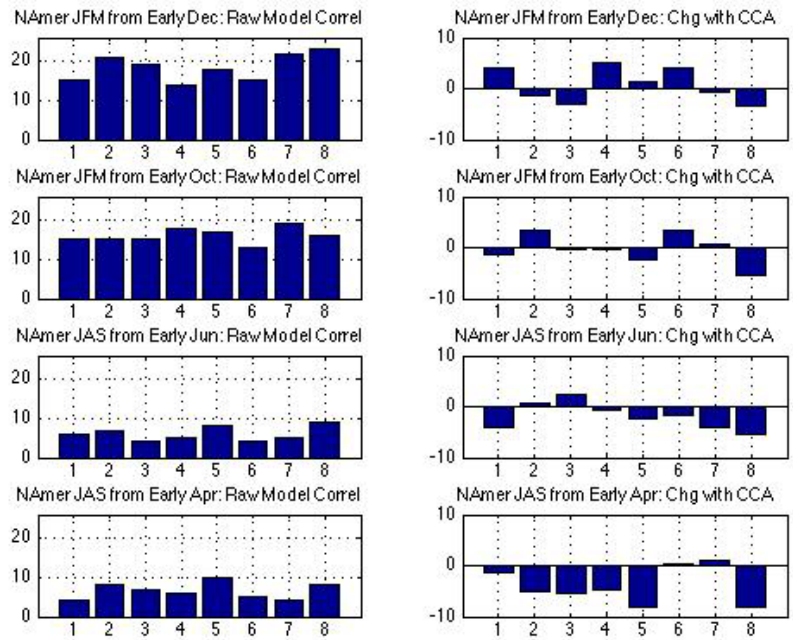 NAmer JFM from Early Dec: Raw Model Correl
20
10
0
1 2 3 4 5 6 7 8
NAmer JFM from Early Dec: Chg with CCA
10
0
-10
1 2 3 4 5 6 7 8
NAmer JFM from Early Oct: Raw Model Correl
20
10
0
1 2 3 4 5 6 7 8
NAmer JFM from Early Oct: Chg with CCA
10
0
-10
1 2 3 4 5 6 7 8
NAmer JAS from Early Jun: Raw Model Correl
20
10
0
1 2 3 4 5 6 7 8
NAmer JAS from Early Jun: Chg with CCA
10
0
-10
1 2 3 4 5 6 7 8
NAmer JAS from Early Apr: Raw Model Correl
20
10
0
1 2 3 4 5 6 7 8
NAmer JAS from Early Apr: Chg with CCA
10
0
-10
1 2 3 4 5 6 7 8